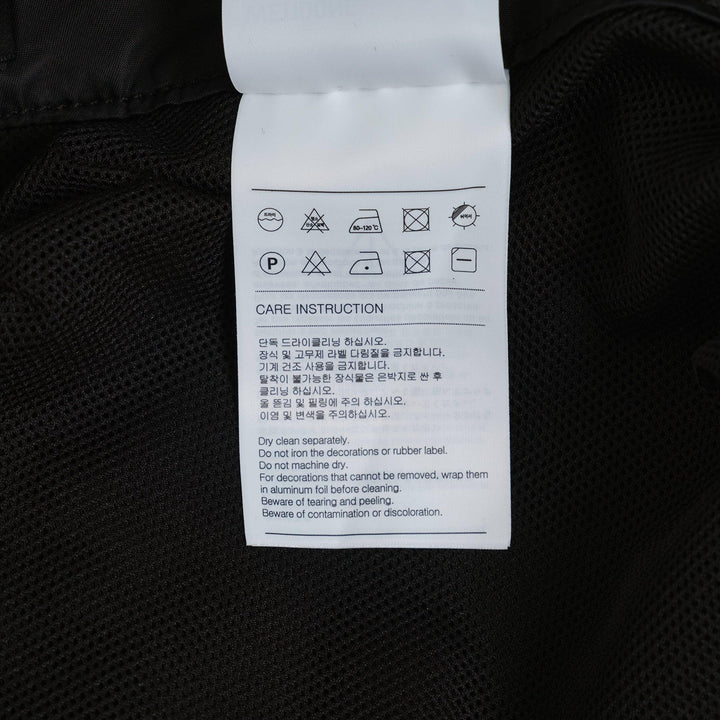 드라이
80~120℃
P
CARE INSTRUCTION
단독 드라이클리닝 하십시오.
장식 및 고무제 라벨 다림질을 금지합니다.
기계 건조 사용을 금지합니다.
탈착이 불가능한 장식물은 은박지로 싼 후
클리닝 하십시오.
올 뜯김 및 필링에 주의 하십시오.
이염 및 변색을 주의하십시오.
Dry clean separately.
Do not iron the decorations or rubber label.
Do not machine dry.
For decorations that cannot be removed, wrap them
in aluminum foil before cleaning.
Beware of tearing and peeling.
Beware of contamination or discoloration.